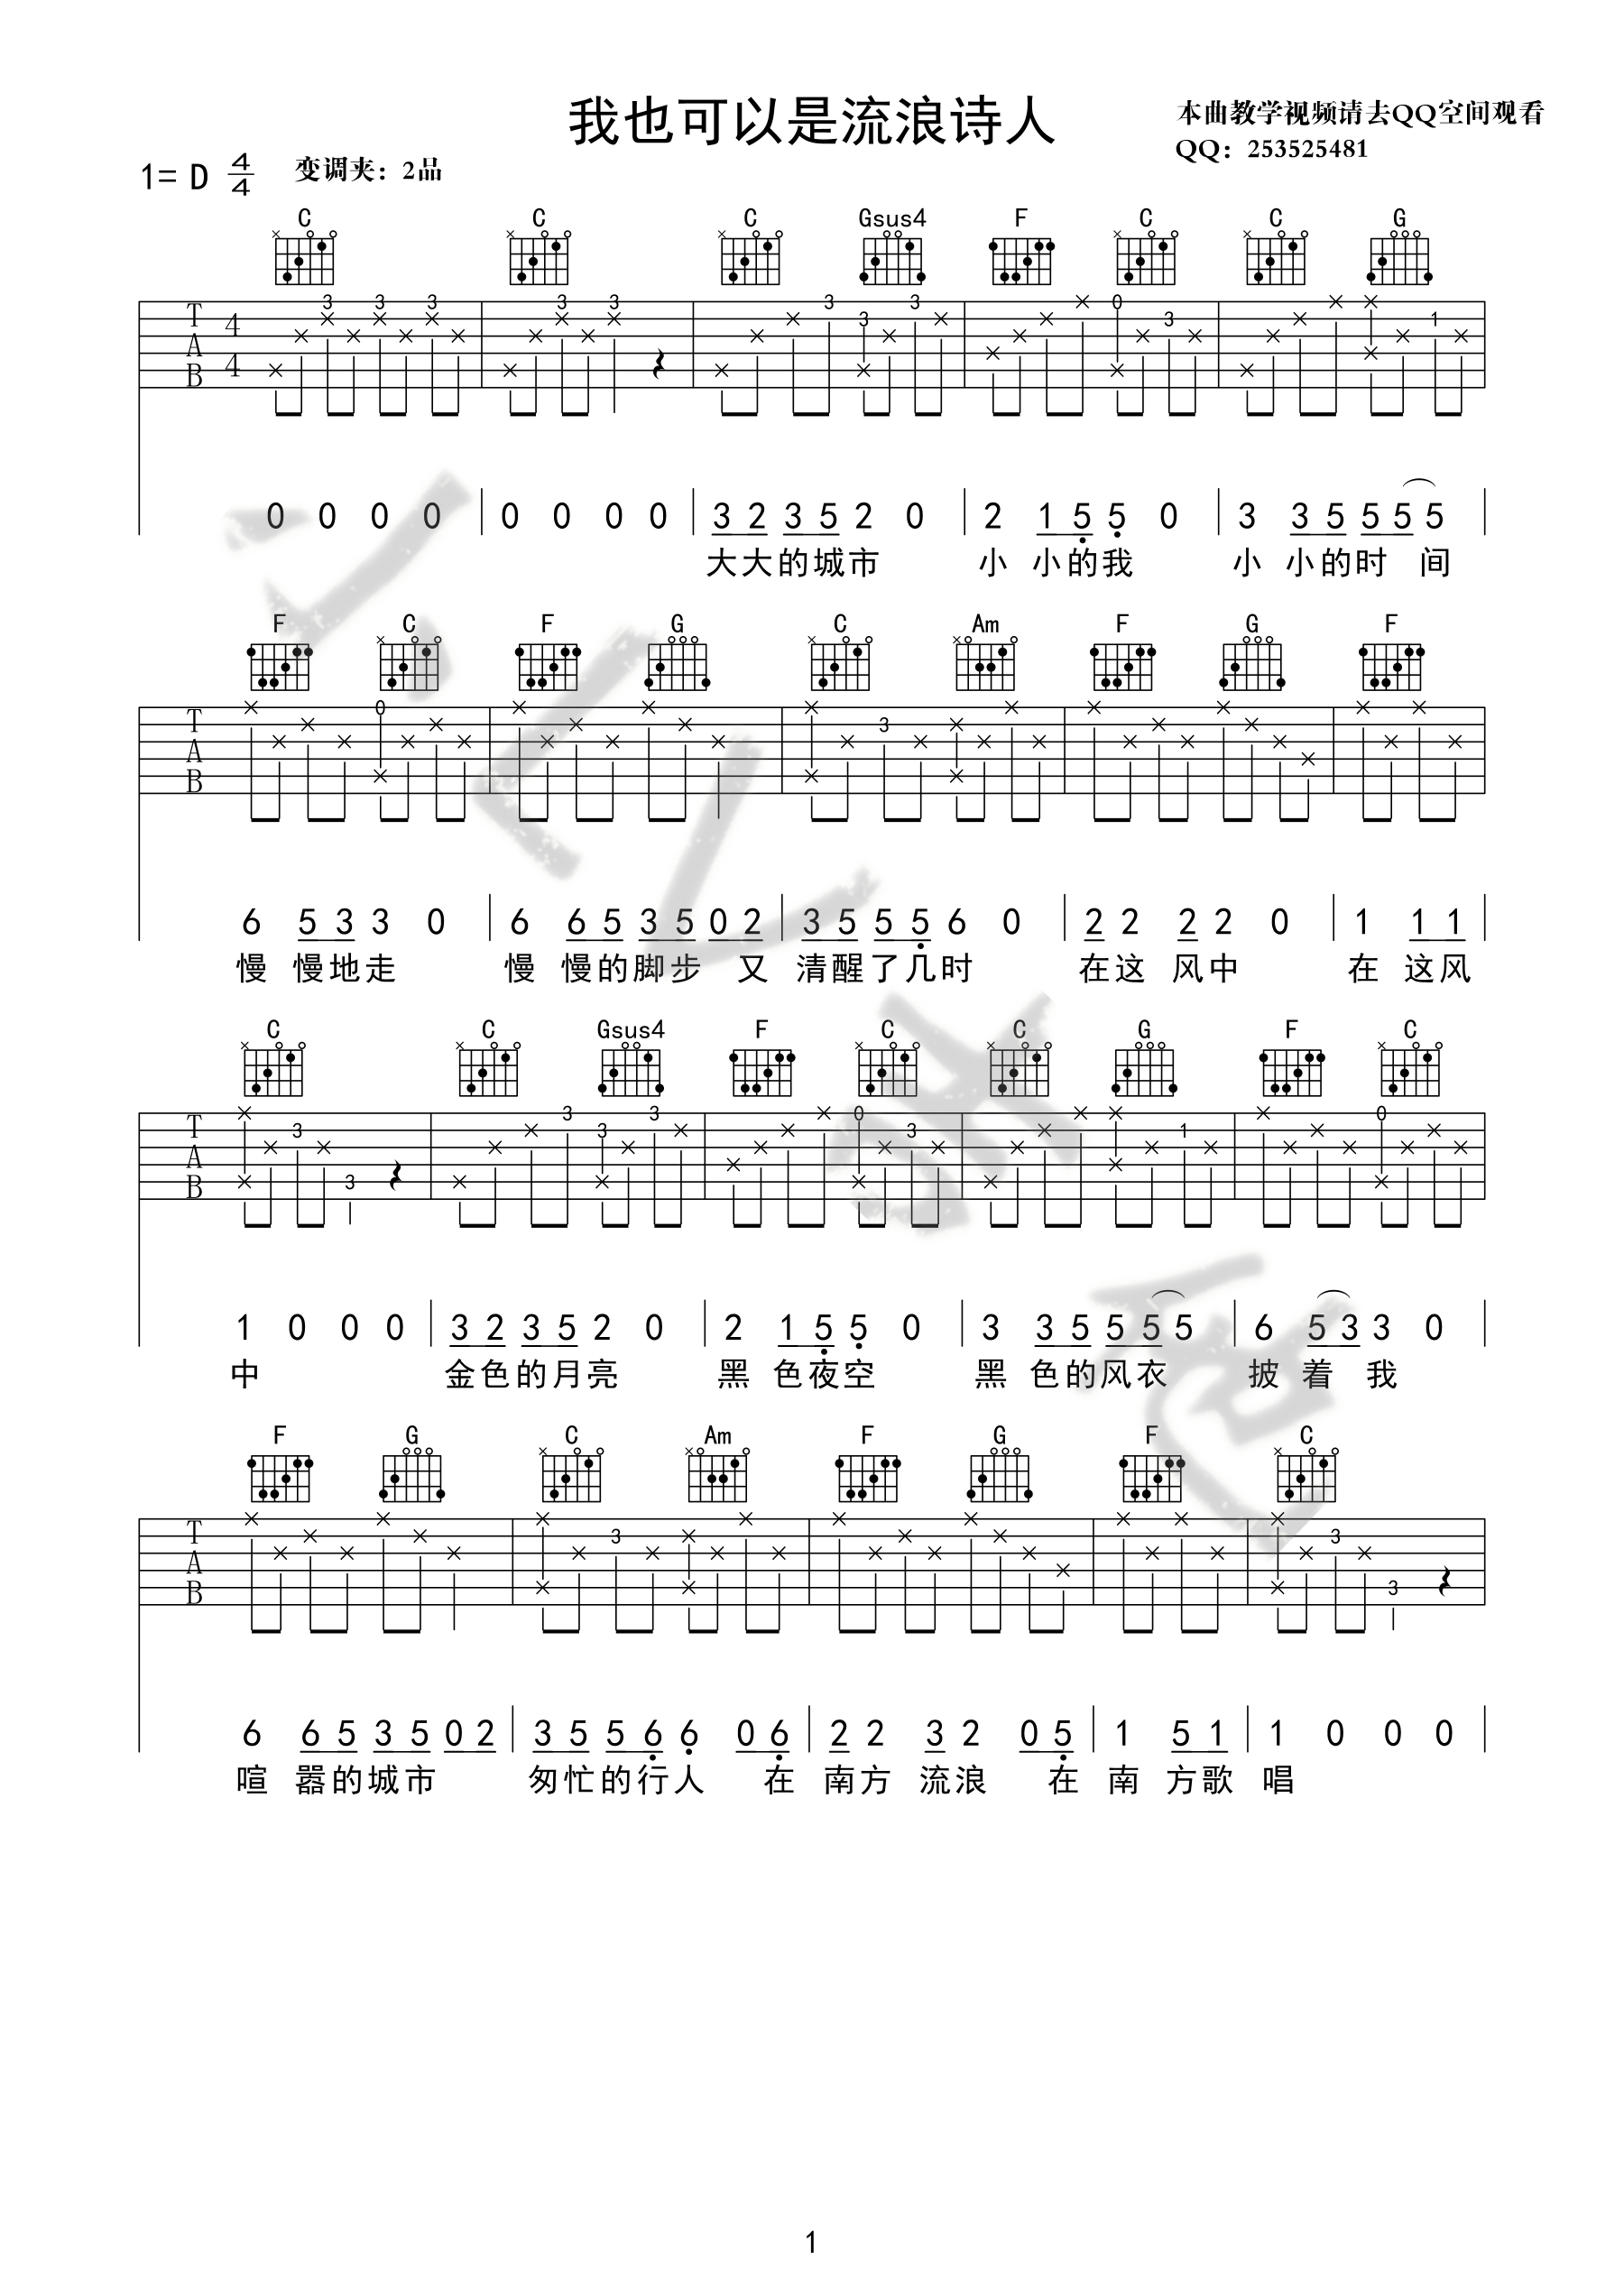 我也可以是流浪诗人
本曲教学视频请去QQ空间观看
QQ：253525481
1= D 4/4 变调夹：2品
C C C Gsus4 F C C G
T A B 4 4
0 0 0 0 | 0 0 0 0 | 3 2 3 5 2 0 | 2 1 5 5 0 | 3 3 5 5 5 5 |
大大的城市 小 小的我 小 小的时 间
F C F G C Am F G F
T A B
6 5 3 3 0 | 6 6 5 3 5 0 2 | 3 5 5 5 6 0 | 2 2 2 2 0 | 1 1 1
慢 慢地走 慢 慢的脚步 又 清醒了几时 在这 风中 在 这风
C C Gsus4 F C C G F C
T A B
1 0 0 0 | 3 2 3 5 2 0 | 2 1 5 5 0 | 3 3 5 5 5 5 | 6 5 3 3 0 |
中 金色的月亮 黑 色夜空 黑 色的风衣 披 着 我
F G C Am F G F C
T A B
6 6 5 3 5 0 2 | 3 5 5 6 6 0 6 | 2 2 3 2 0 5 | 1 5 1 | 1 0 0 0 |
喧 嚣的城市 匆忙的行人 在 南方 流浪 在 南 方歌 唱
1